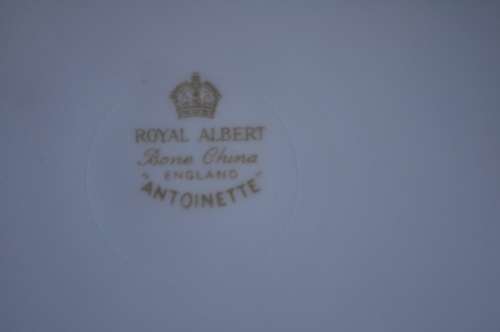 ROYAL ALBERT
Bone China
ENGLAND
"ANTOINETTE"